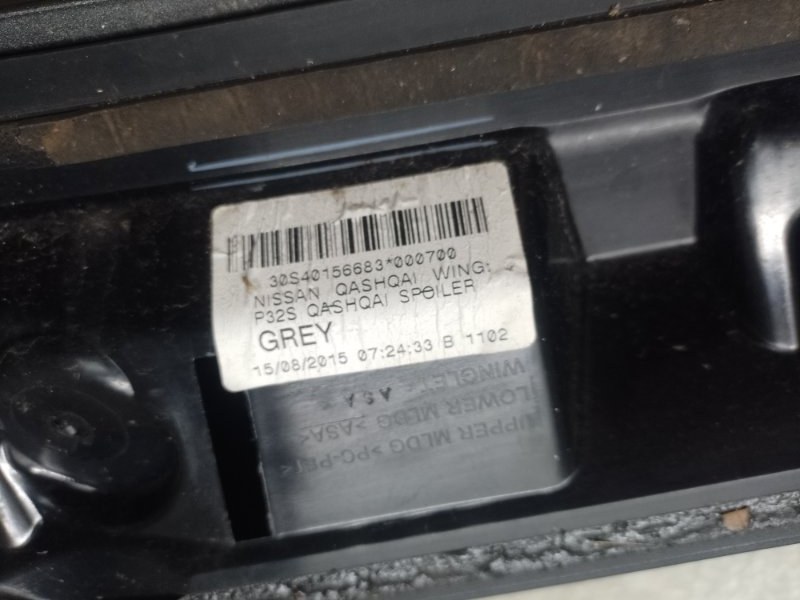 30S40156683*000700
NISSAN QASHQAI WING:
P32S QASHQAI SPOILER
GREY
15/08/2015 07:24:33 B 1102
UPPER MLDG >PC-PET<
LOWER MLDG >ASA<
WINGLET
ASA